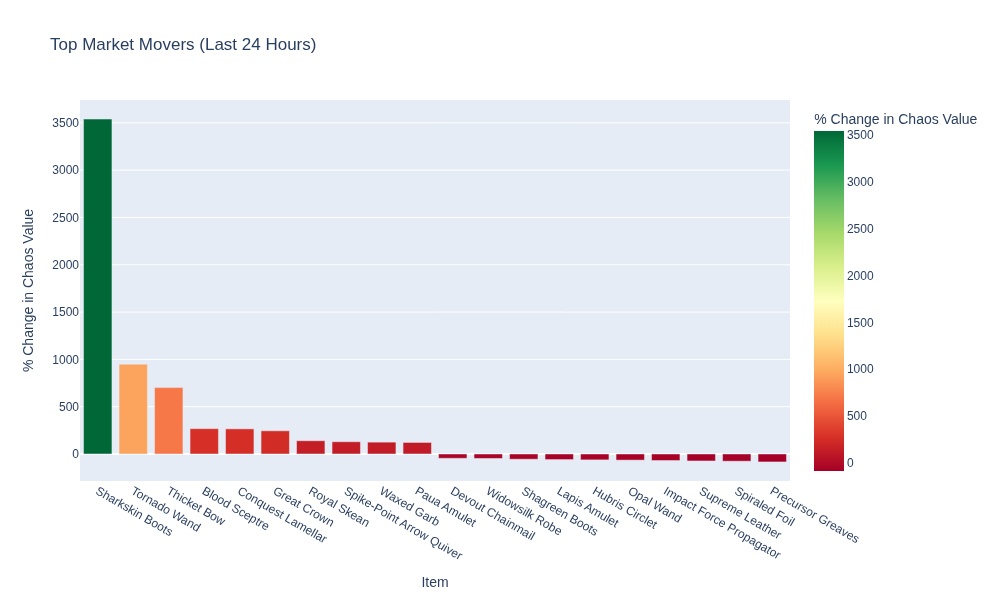 Top Market Movers (Last 24 Hours)
% Change in Chaos Value
3500
3000
2500
2000
1500
1000
500
0
% Change in Chaos Value
3500
3000
2500
2000
1500
1000
500
0
Sharkskin Boots
Tornado Wand
Thicket Bow
Blood Sceptre
Conquest Lamellar
Great Crown
Royal Skean
Spike-Point Arrow Quiver
Waxed Garb
Paua Amulet
Devout Chainmail
Widowsilk Robe
Shagreen Boots
Lapis Amulet
Hubris Circlet
Opal Wand
Impact Force Propagator
Supreme Leather
Spiraled Foil
Precursor Greaves
Item